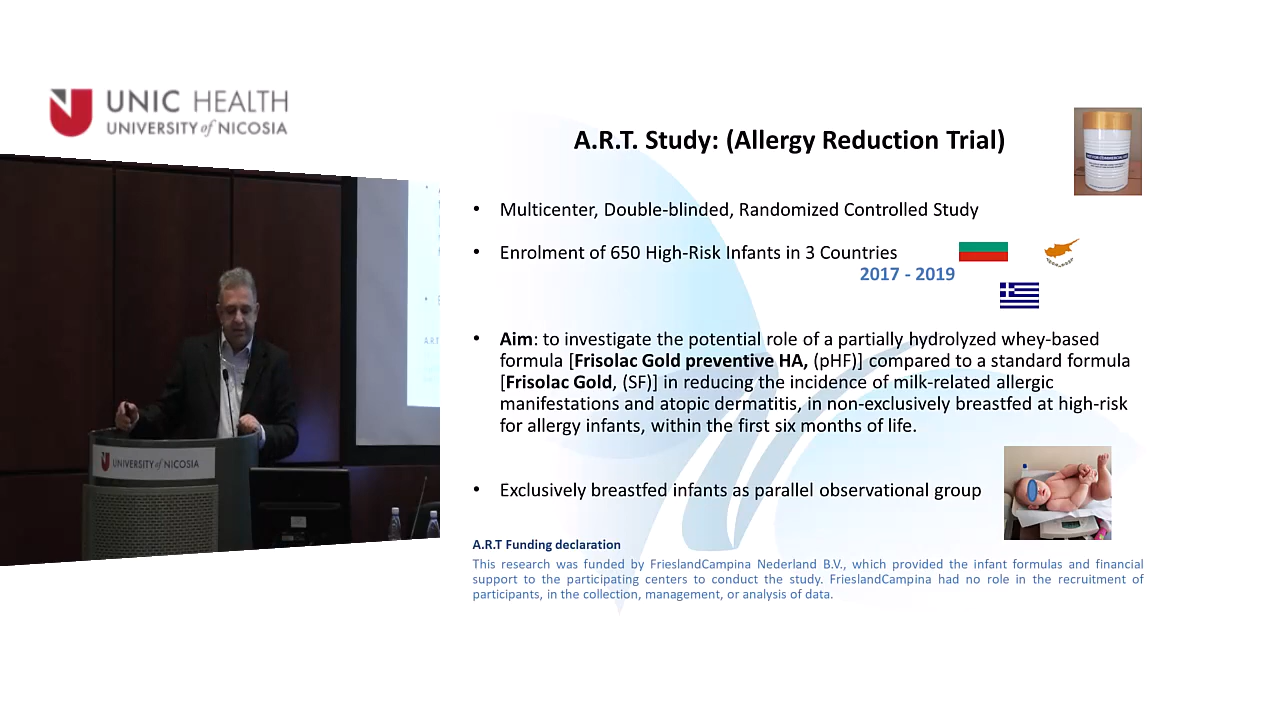 UNIC HEALTH
UNIVERSITY of NICOSIA
A.R.T. Study: (Allergy Reduction Trial)
• Multicenter, Double-blinded, Randomized Controlled Study
• Enrolment of 650 High-Risk Infants in 3 Countries
2017 - 2019
• Aim: to investigate the potential role of a partially hydrolyzed whey-based
formula [Frisolac Gold preventive HA, (pHF)] compared to a standard formula
[Frisolac Gold, (SF)] in reducing the incidence of milk-related allergic
manifestations and atopic dermatitis, in non-exclusively breastfed at high-risk
for allergy infants, within the first six months of life.
• Exclusively breastfed infants as parallel observational group
A.R.T Funding declaration
This research was funded by FrieslandCampina Nederland B.V., which provided the infant formulas and financial
support to the participating centers to conduct the study. FrieslandCampina had no role in the recruitment of
participants, in the collection, management, or analysis of data.
UNIVERSITY of NICOSIA